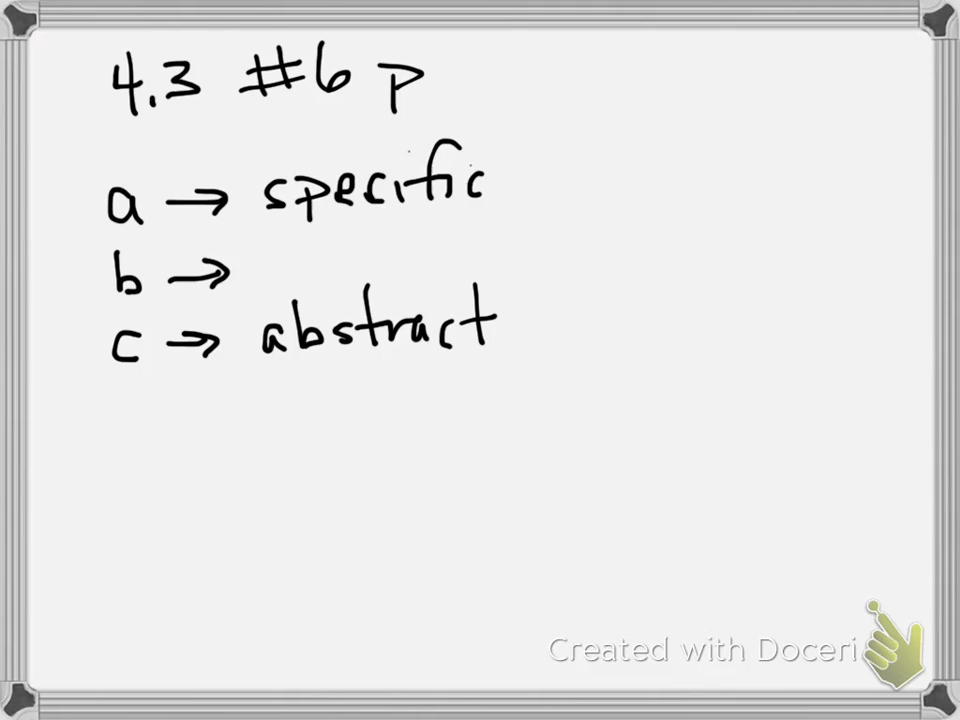 4.3 #6 p
a → specific
b →
c → abstract
Created with Doceri